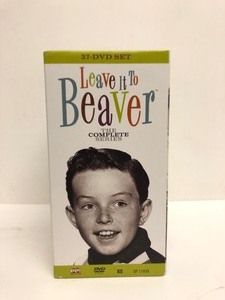 37-DVD SET
Leave It To
Beaver
THE
COMPLETE
SERIES
DVD